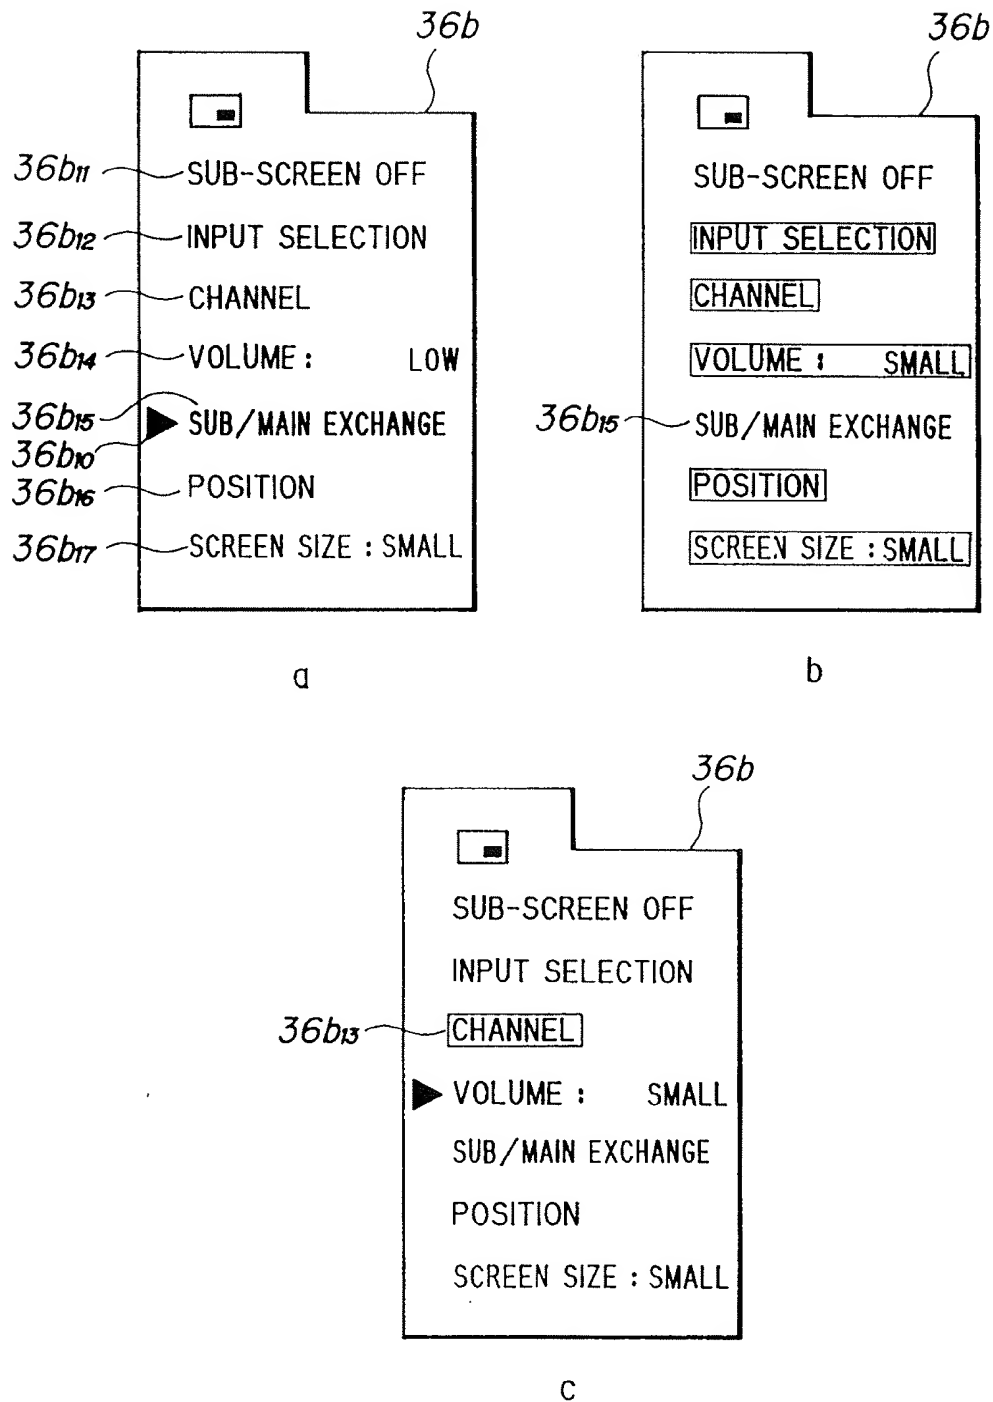 36b
36b11 SUB-SCREEN OFF
36b12 INPUT SELECTION
36b13 CHANNEL
36b14 VOLUME : LOW
36b15 SUB/MAIN EXCHANGE
36b10
36b16 POSITION
36b17 SCREEN SIZE : SMALL
a
36b
SUB-SCREEN OFF
INPUT SELECTION
CHANNEL
VOLUME : SMALL
36b15 SUB/MAIN EXCHANGE
POSITION
SCREEN SIZE : SMALL
b
36b
SUB-SCREEN OFF
INPUT SELECTION
36b13 CHANNEL
VOLUME : SMALL
SUB/MAIN EXCHANGE
POSITION
SCREEN SIZE : SMALL
c